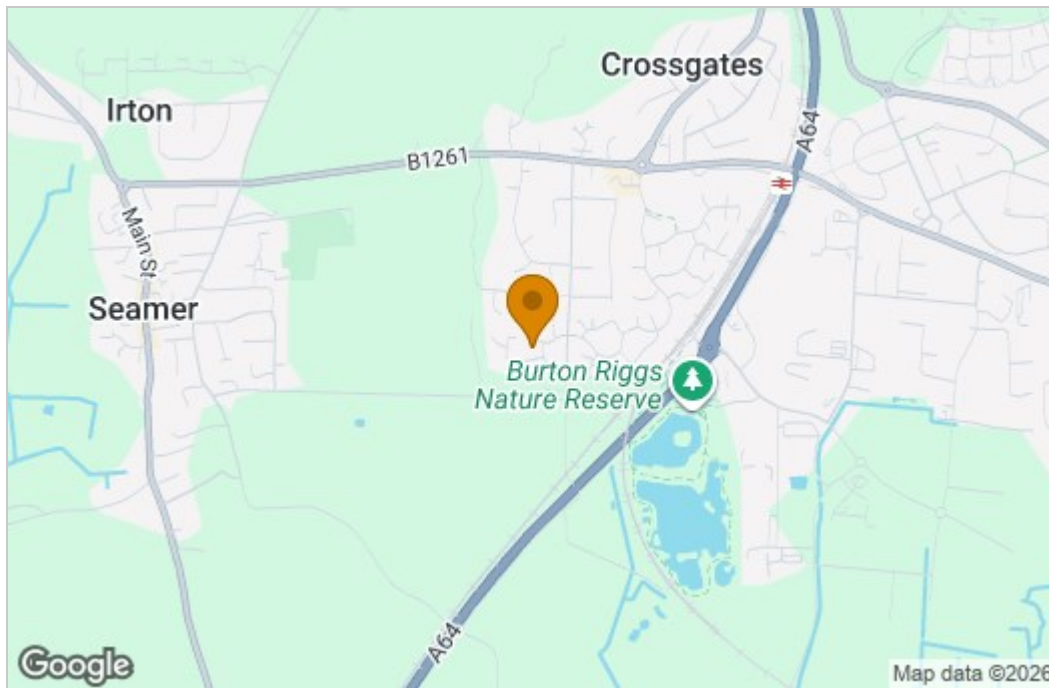 Crossgates
Irton
A64
B1261
Main St
Seamer
Burton Riggs
Nature Reserve
A64
Google
Map data ©2026